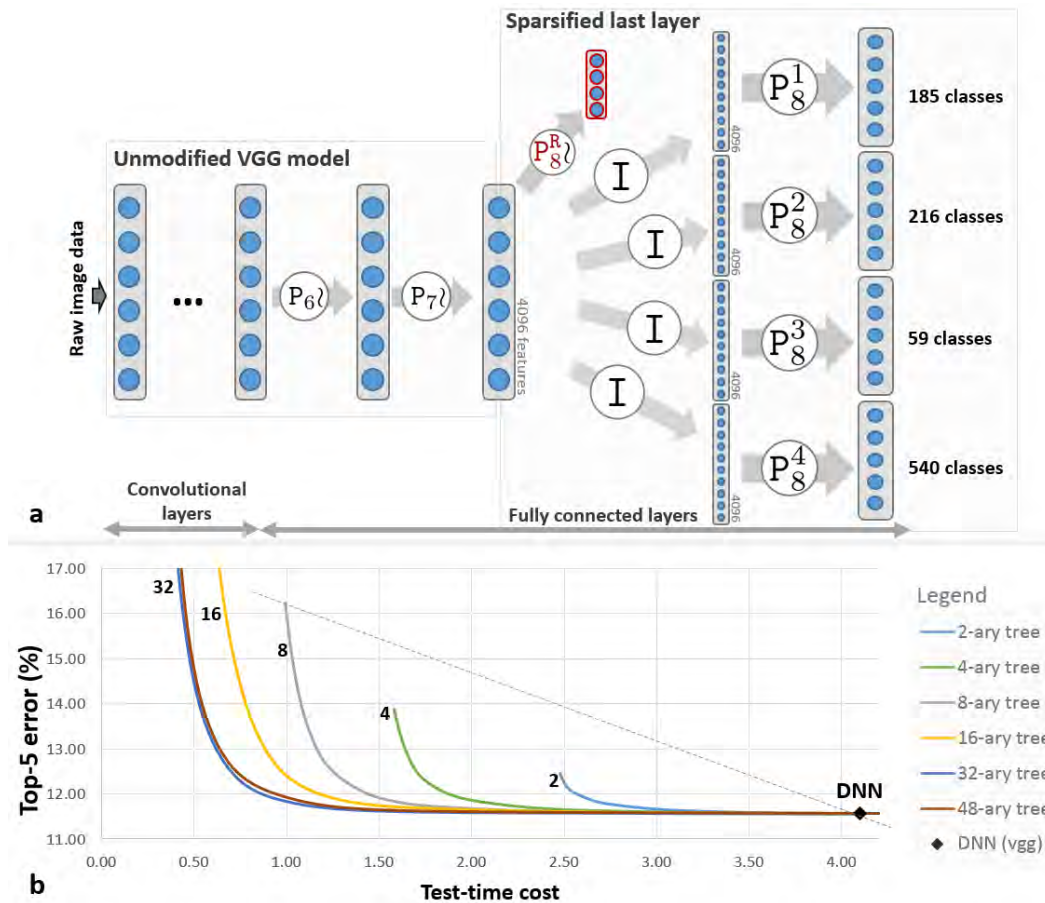 Sparsified last layer
Unmodified VGG model
Raw image data
...
P₆≀
P₇≀
4096 features
P₈ᴿ≀
I
I
I
I
4096
4096
4096
4096
P₈¹
P₈²
P₈³
P₈⁴
185 classes
216 classes
59 classes
540 classes
a
Convolutional
layers
Fully connected layers
17.00
16.00
15.00
14.00
13.00
12.00
11.00
Top-5 error (%)
32
16
8
4
2
DNN
0.00 0.50 1.00 1.50 2.00 2.50 3.00 3.50 4.00
Test-time cost
b
Legend
2-ary tree
4-ary tree
8-ary tree
16-ary tree
32-ary tree
48-ary tree
DNN (vgg)